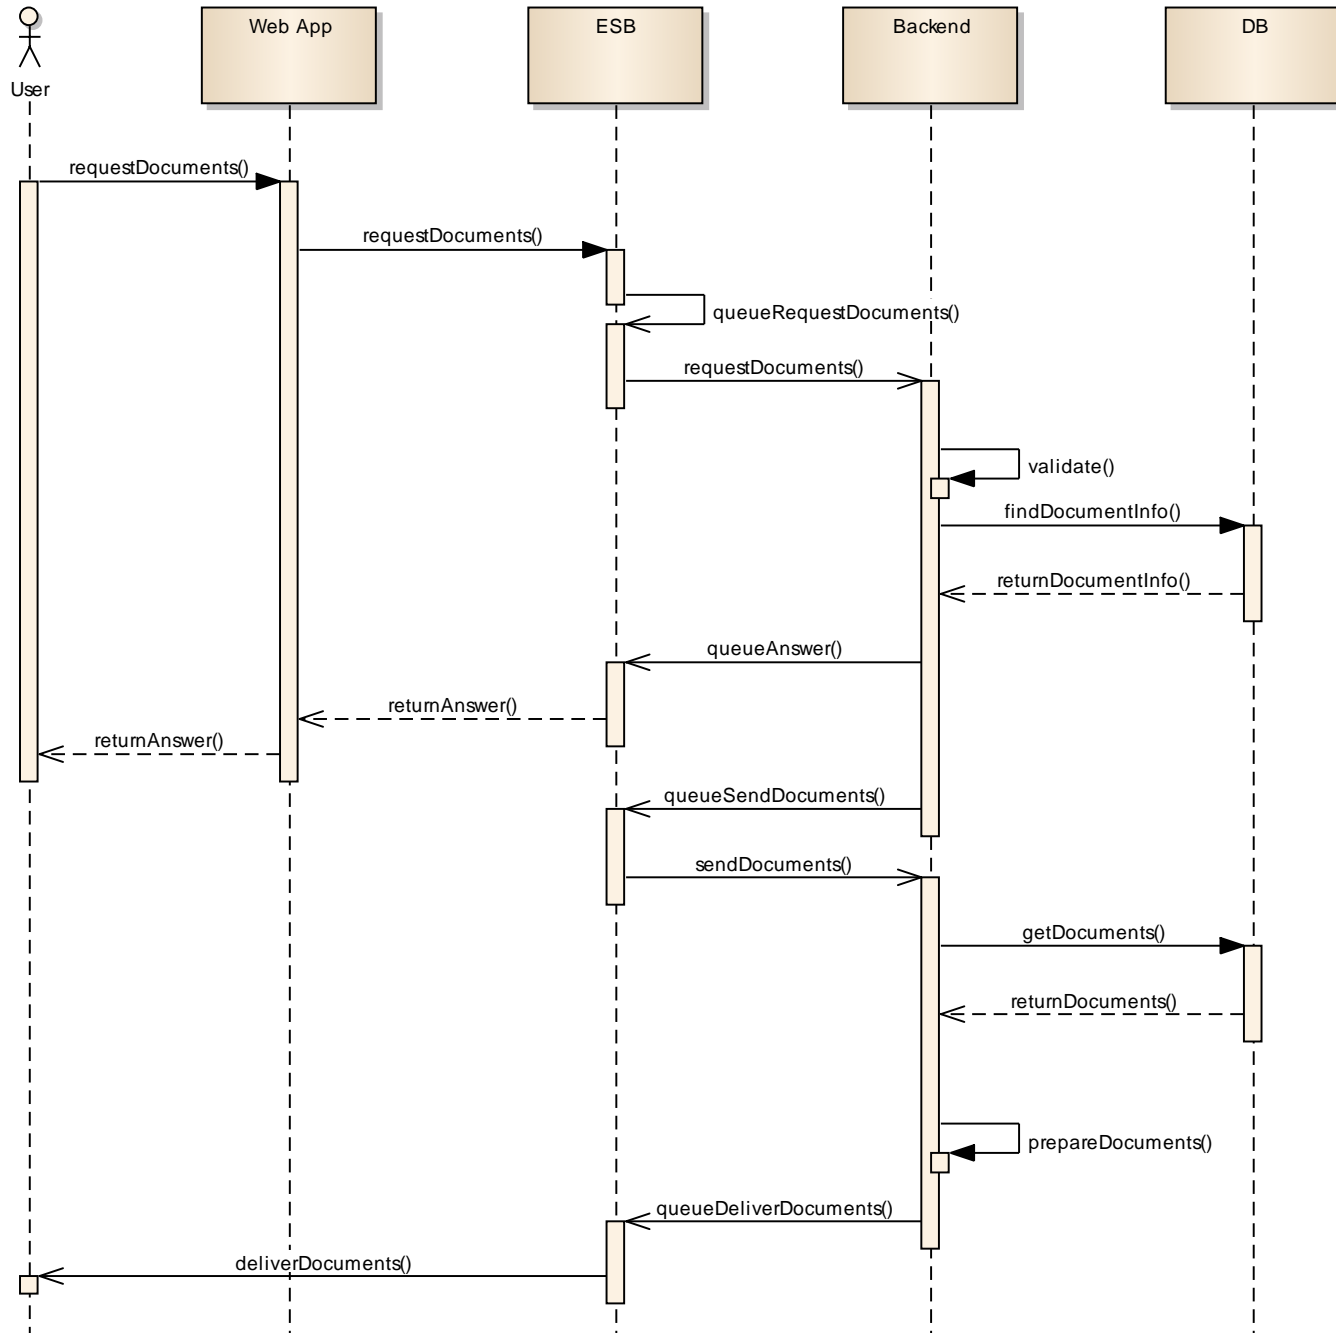 Web App
ESB
Backend
DB
User
requestDocuments()
requestDocuments()
queueRequestDocuments()
requestDocuments()
validate()
findDocumentInfo()
returnDocumentInfo()
queueAnswer()
returnAnswer()
returnAnswer()
queueSendDocuments()
sendDocuments()
getDocuments()
returnDocuments()
prepareDocuments()
queueDeliverDocuments()
deliverDocuments()